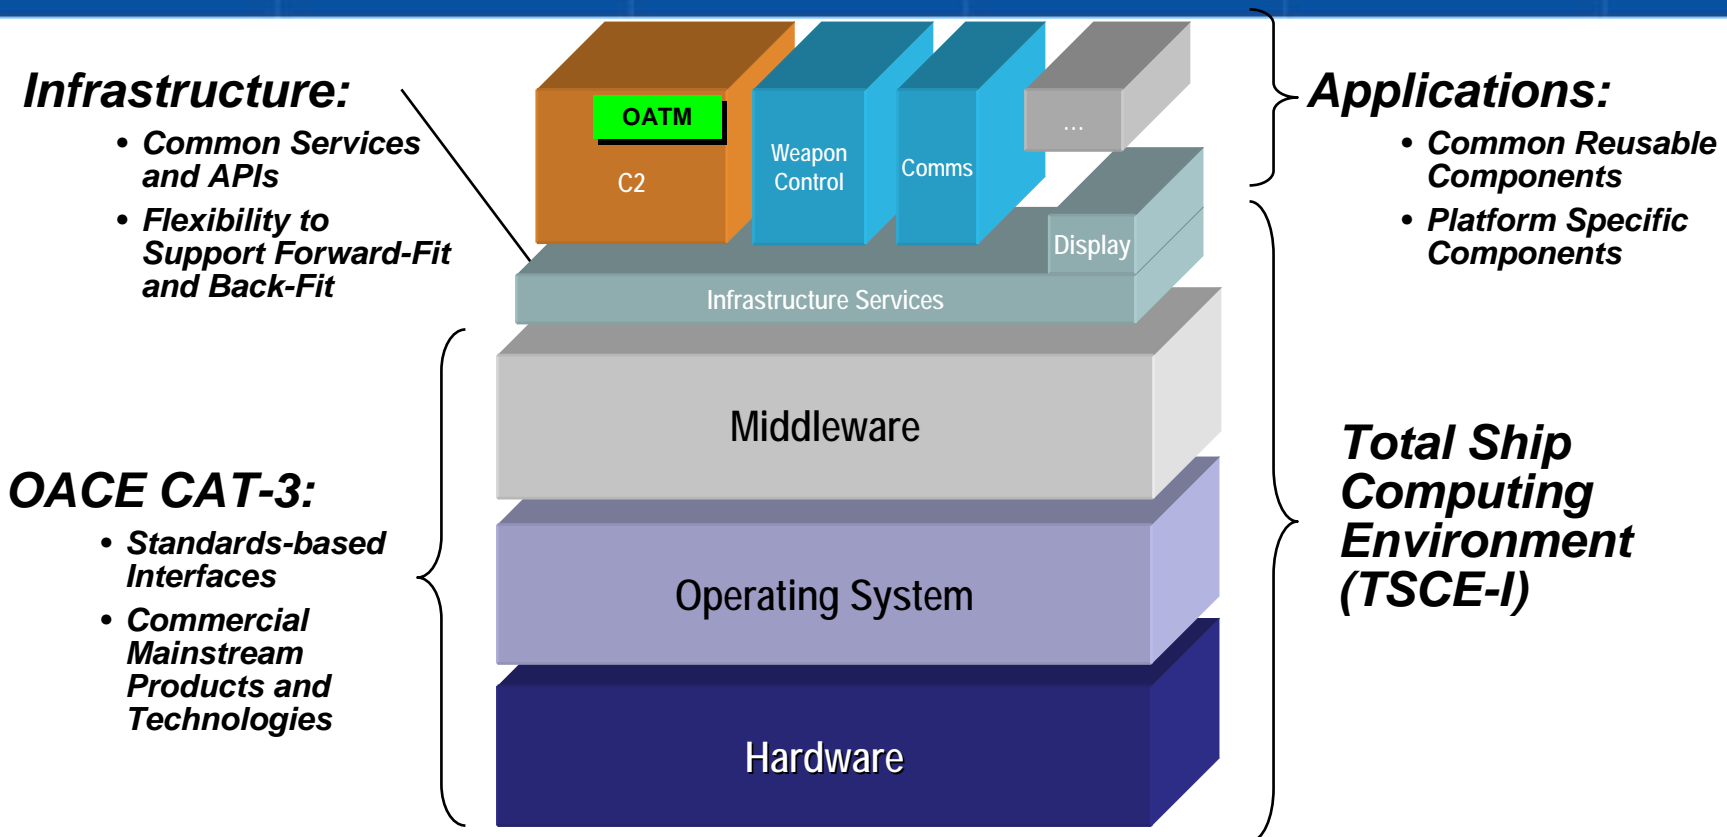 Infrastructure:
• Common Services
and APIs
• Flexibility to
Support Forward-Fit
and Back-Fit
OACE CAT-3:
• Standards-based
Interfaces
• Commercial
Mainstream
Products and
Technologies
OATM
C2
Weapon
Control
Comms
...
Display
Infrastructure Services
Middleware
Operating System
Hardware
Applications:
• Common Reusable
Components
• Platform Specific
Components
Total Ship
Computing
Environment
(TSCE-I)